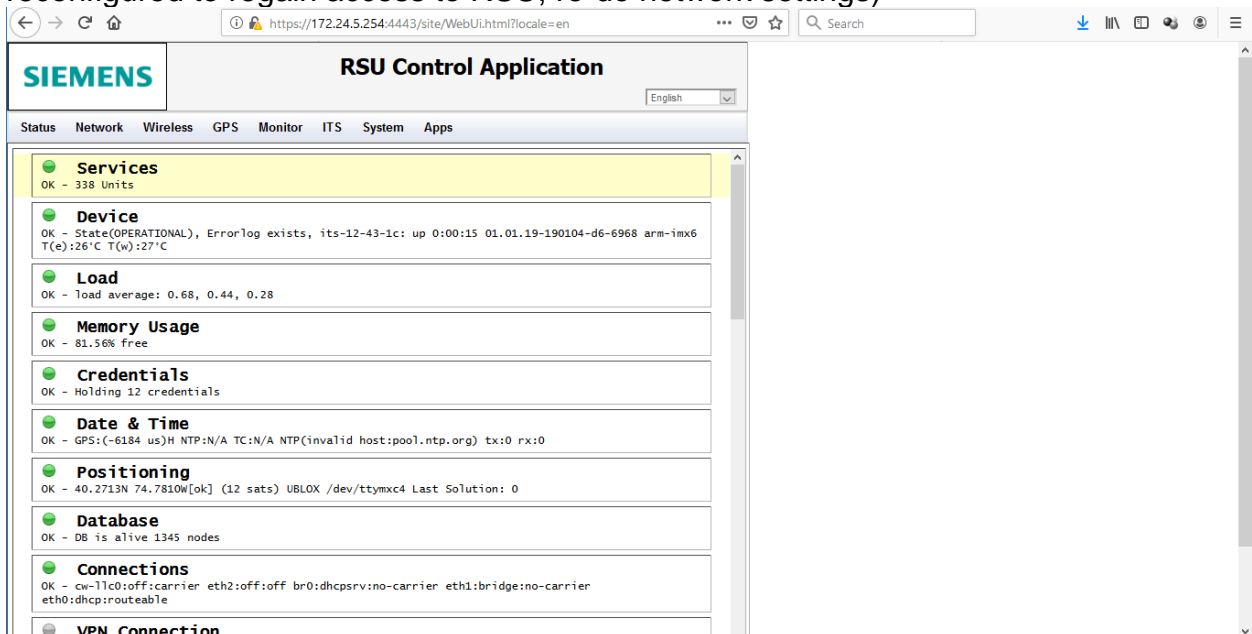 reconfigured to regain access to RSU, re-do network settings)
https://172.24.5.254:4443/site/WebUi.html?locale=en
Search
SIEMENS
RSU Control Application
English
Status Network Wireless GPS Monitor ITS System Apps
Services
OK - 338 Units
Device
OK - State(OPERATIONAL), Errorlog exists, its-12-43-1c: up 0:00:15 01.01.19-190104-d6-6968 arm-imx6
T(e):26°C T(w):27°C
Load
OK - load average: 0.68, 0.44, 0.28
Memory Usage
OK - 81.56% free
Credentials
OK - Holding 12 credentials
Date & Time
OK - GPS:(-6184 us)H NTP:N/A TC:N/A NTP(invalid host:pool.ntp.org) tx:0 rx:0
Positioning
OK - 40.2713N 74.7810W[ok] (12 sats) UBLOX /dev/ttymxc4 Last Solution: 0
Database
OK - DB is alive 1345 nodes
Connections
OK - cw-llc0:off:carrier eth2:off:off br0:dhcpsrv:no-carrier eth1:bridge:no-carrier
eth0:dhcp:routeable
VPN Connection